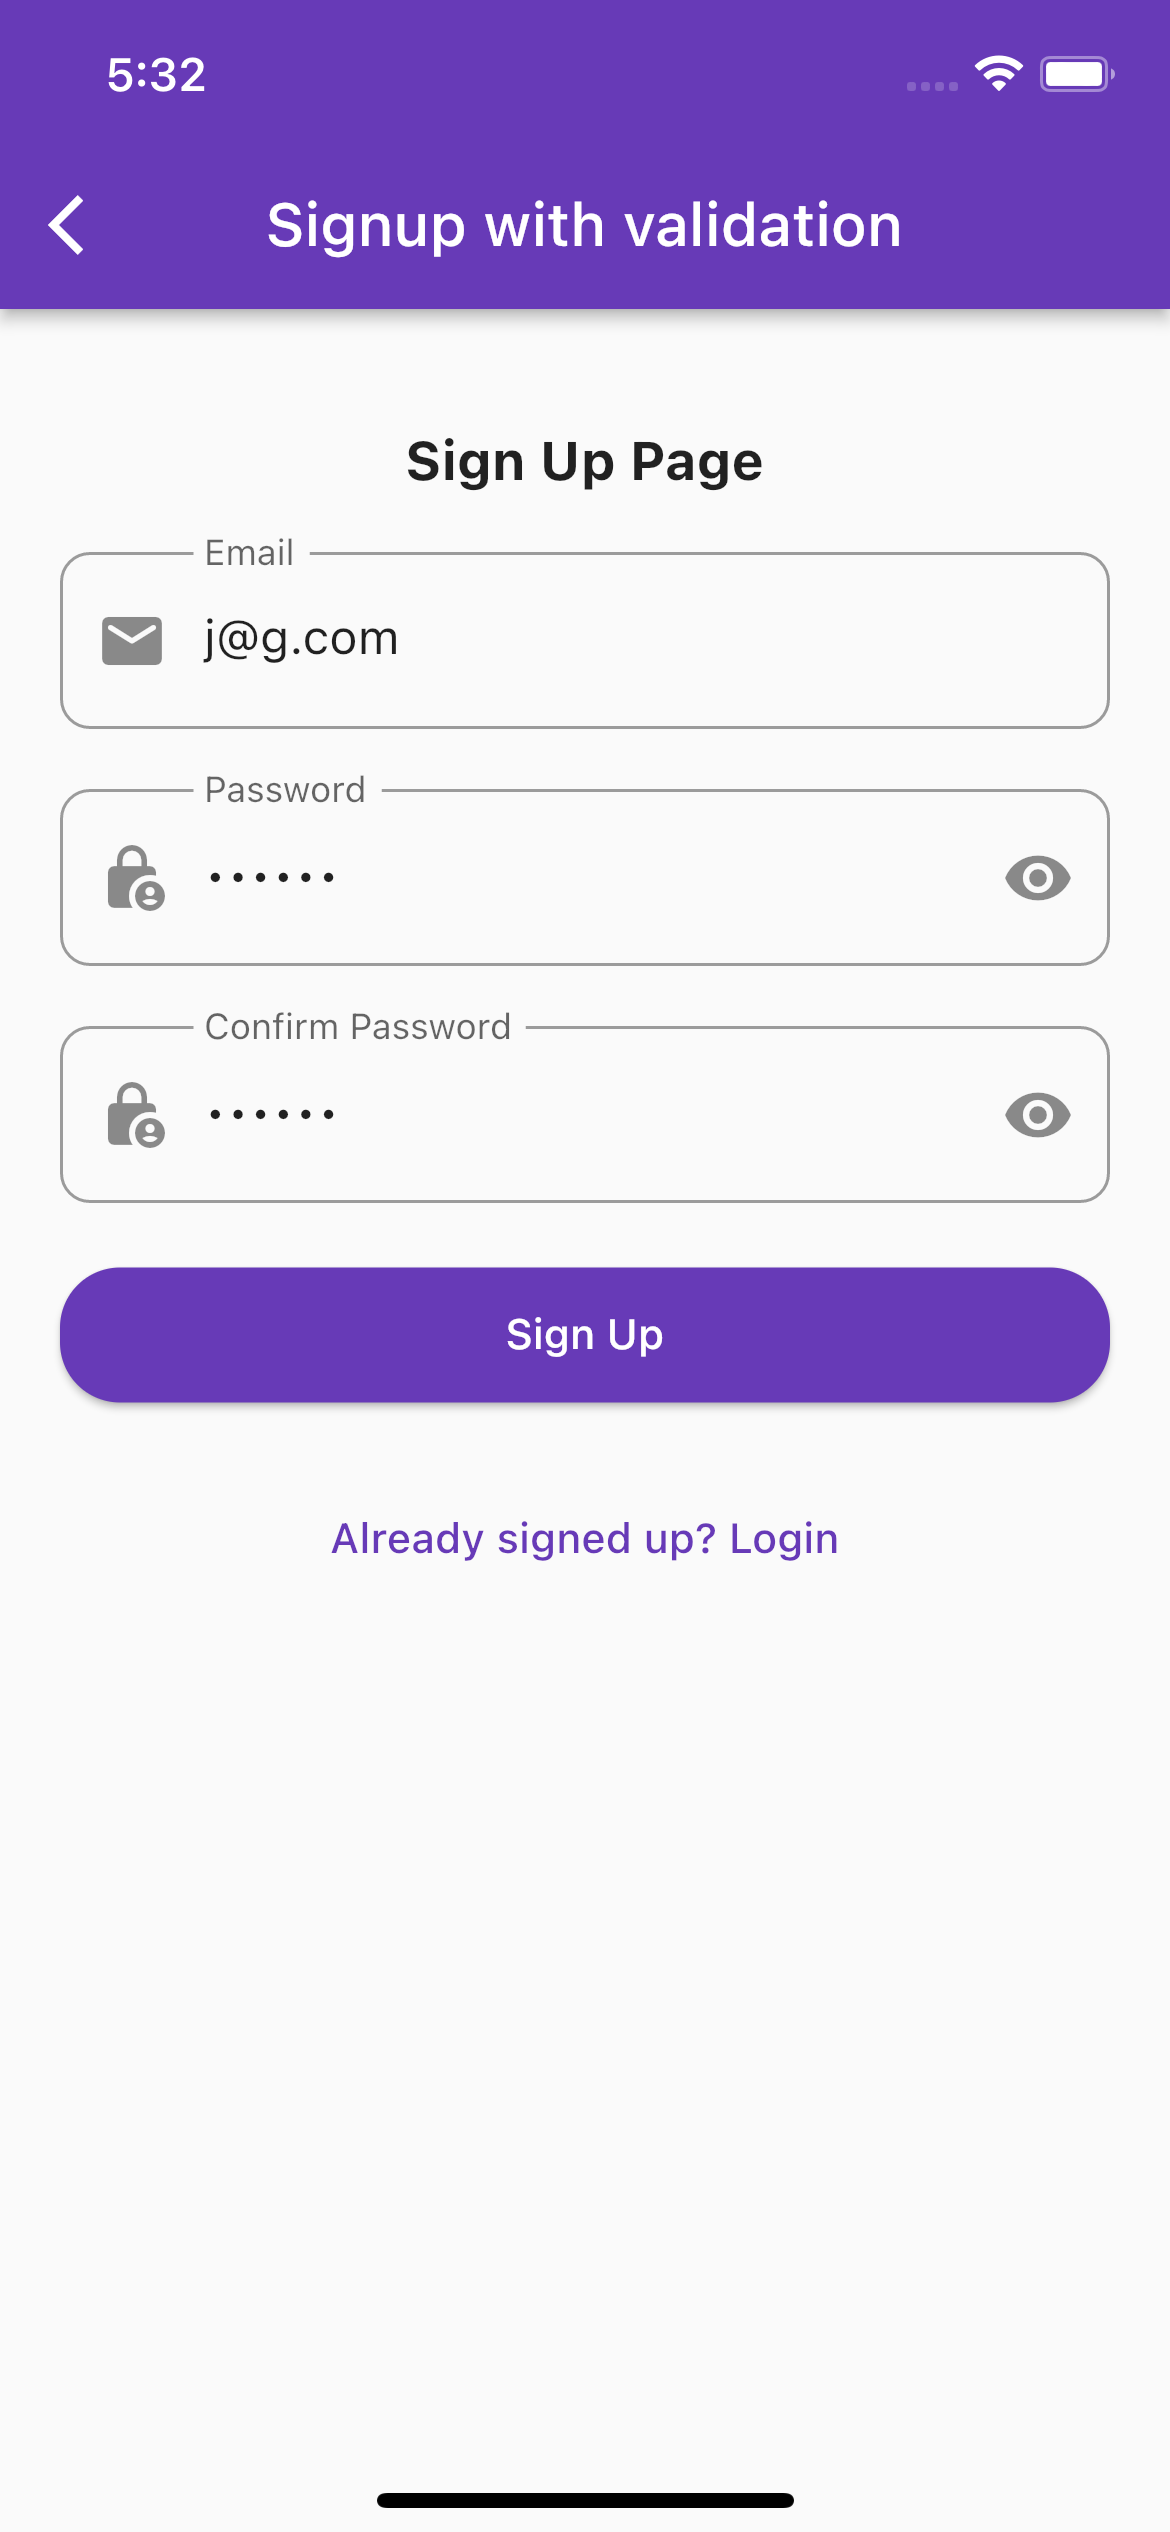 5:32
Signup with validation
Sign Up Page
Email
j@g.com
Password
••••••
Confirm Password
••••••
Sign Up
Already signed up? Login